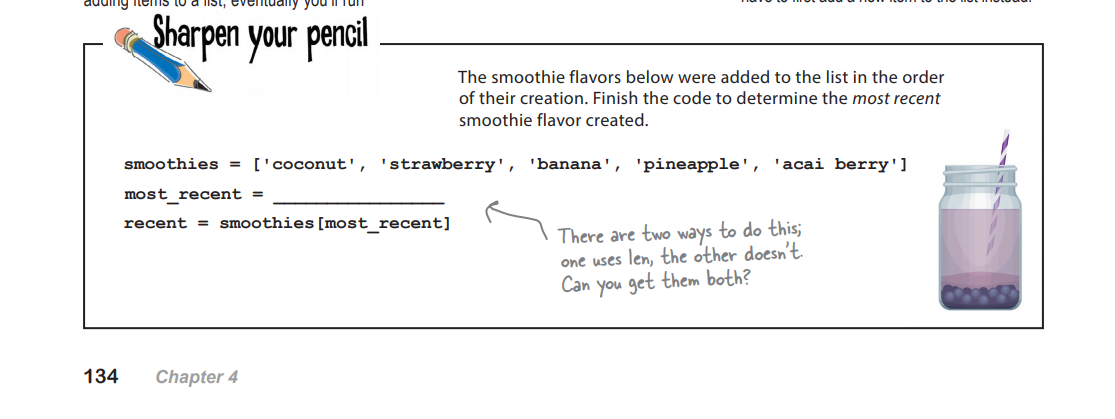 adding items to a list, eventually you'll run
have to first add a new item to the list instead.
Sharpen your pencil
The smoothie flavors below were added to the list in the order
of their creation. Finish the code to determine the most recent
smoothie flavor created.
smoothies = ['coconut', 'strawberry', 'banana', 'pineapple', 'acai berry']
most_recent = ________________
recent = smoothies[most_recent]
There are two ways to do this;
one uses len, the other doesn't.
Can you get them both?
134 Chapter 4